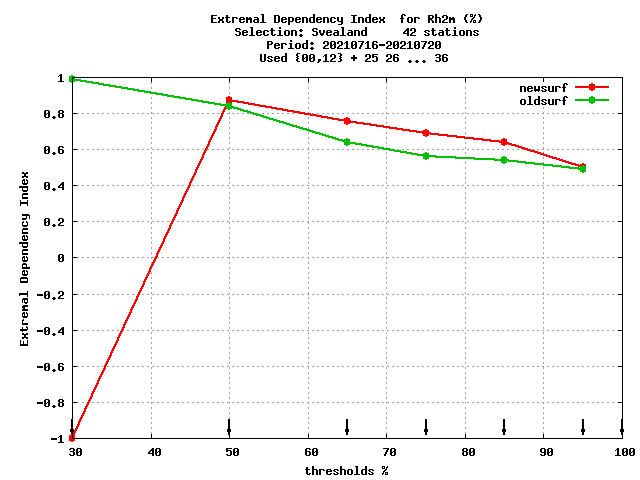 Extremal Dependency Index  for Rh2m (%)
Selection: Svealand     42 stations
Period: 20210716-20210720
Used {00,12} + 25 26 ... 36
newsurf
oldsurf
1
0.8
0.6
0.4
0.2
0
-0.2
-0.4
-0.6
-0.8
-1
Extremal Dependency Index
30 40 50 60 70 80 90 100
thresholds %